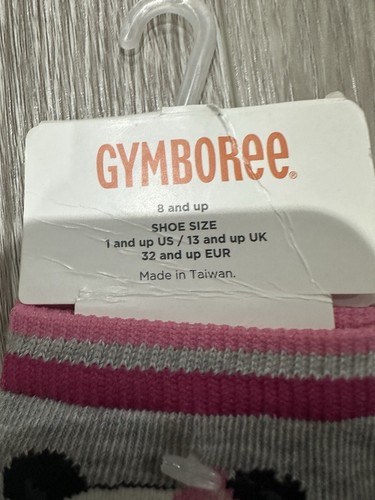 GYMBOREE®
8 and up
SHOE SIZE
1 and up US / 13 and up UK
32 and up EUR
Made in Taiwan.